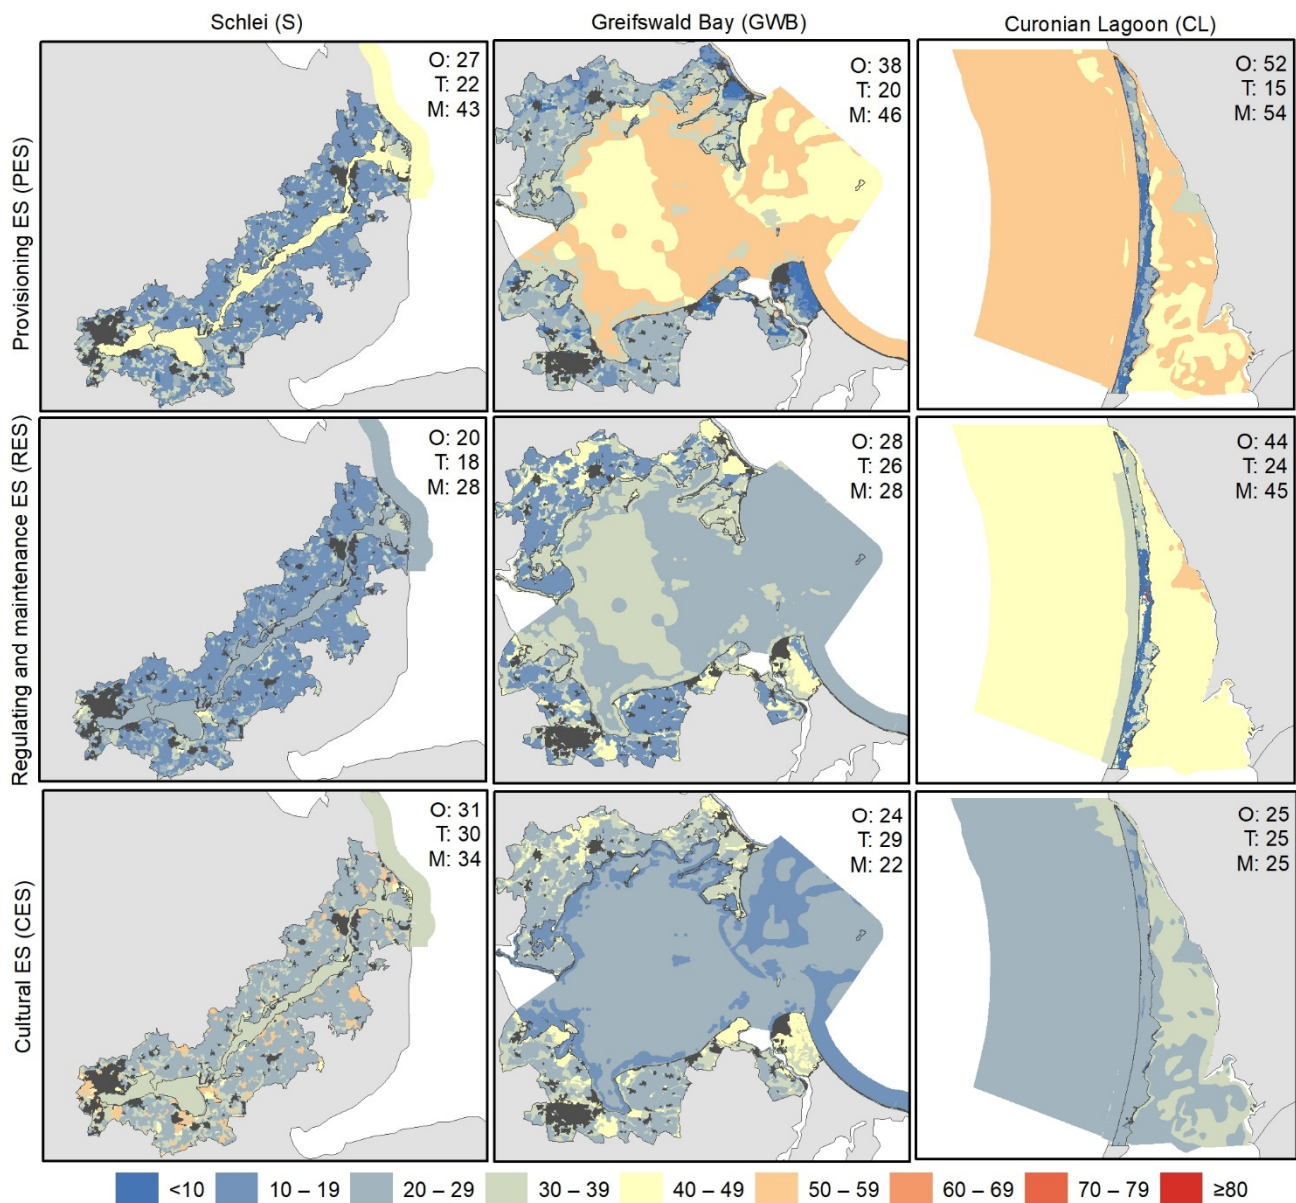 Schlei (S)
Greifswald Bay (GWB)
Curonian Lagoon (CL)
Provisioning ES (PES)
O: 27
T: 22
M: 43
O: 38
T: 20
M: 46
O: 52
T: 15
M: 54
Regulating and maintenance ES (RES)
O: 20
T: 18
M: 28
O: 28
T: 26
M: 28
O: 44
T: 24
M: 45
Cultural ES (CES)
O: 31
T: 30
M: 34
O: 24
T: 29
M: 22
O: 25
T: 25
M: 25
<10 10 – 19 20 – 29 30 – 39 40 – 49 50 – 59 60 – 69 70 – 79 ≥80